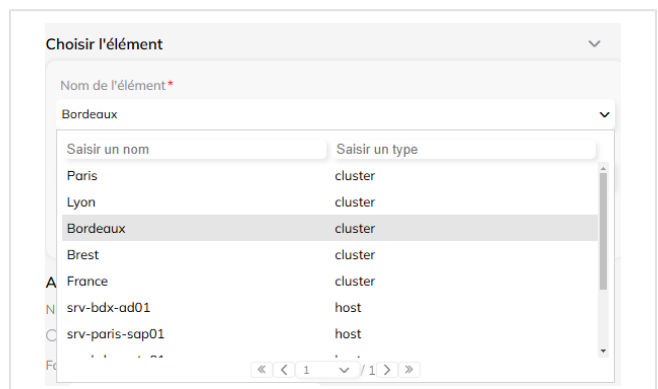 Choisir l'élément
Nom de l'élément*
Bordeaux
Saisir un nom Saisir un type
Paris cluster
Lyon cluster
Bordeaux cluster
Brest cluster
A France cluster
N srv-bdx-ad01 host
srv-paris-sap01 host
Fo
« < 1 / 1 > »